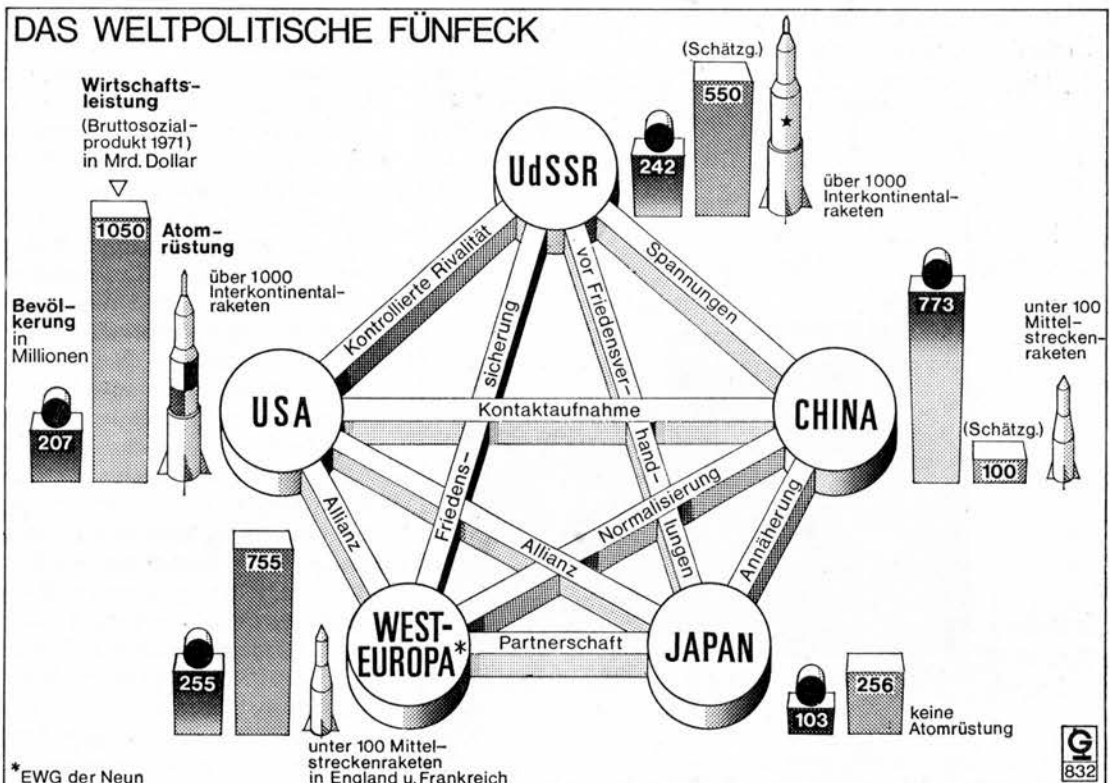 DAS WELTPOLITISCHE FÜNFECK
Wirtschafts-
leistung
(Bruttosozial-
produkt 1971)
in Mrd. Dollar
1050
Atom-
rüstung
über 1000
Interkontinental-
raketen
Bevöl-
kerung
in
Millionen
207
USA
UdSSR
242
(Schätzg.)
550
über 1000
Interkontinental-
raketen
CHINA
773
(Schätzg.)
100
unter 100
Mittel-
strecken-
raketen
Kontrollierte Rivalität
Friedens-
sicherung
vor Friedensver-
hand-
lungen
Spannungen
Kontaktaufnahme
Allianz
Allianz
Normalisierung
Annäherung
Partnerschaft
WEST-
EUROPA*
255
755
unter 100 Mittel-
streckenraketen
in England u. Frankreich
JAPAN
103
256
keine
Atomrüstung
*EWG der Neun
G
832